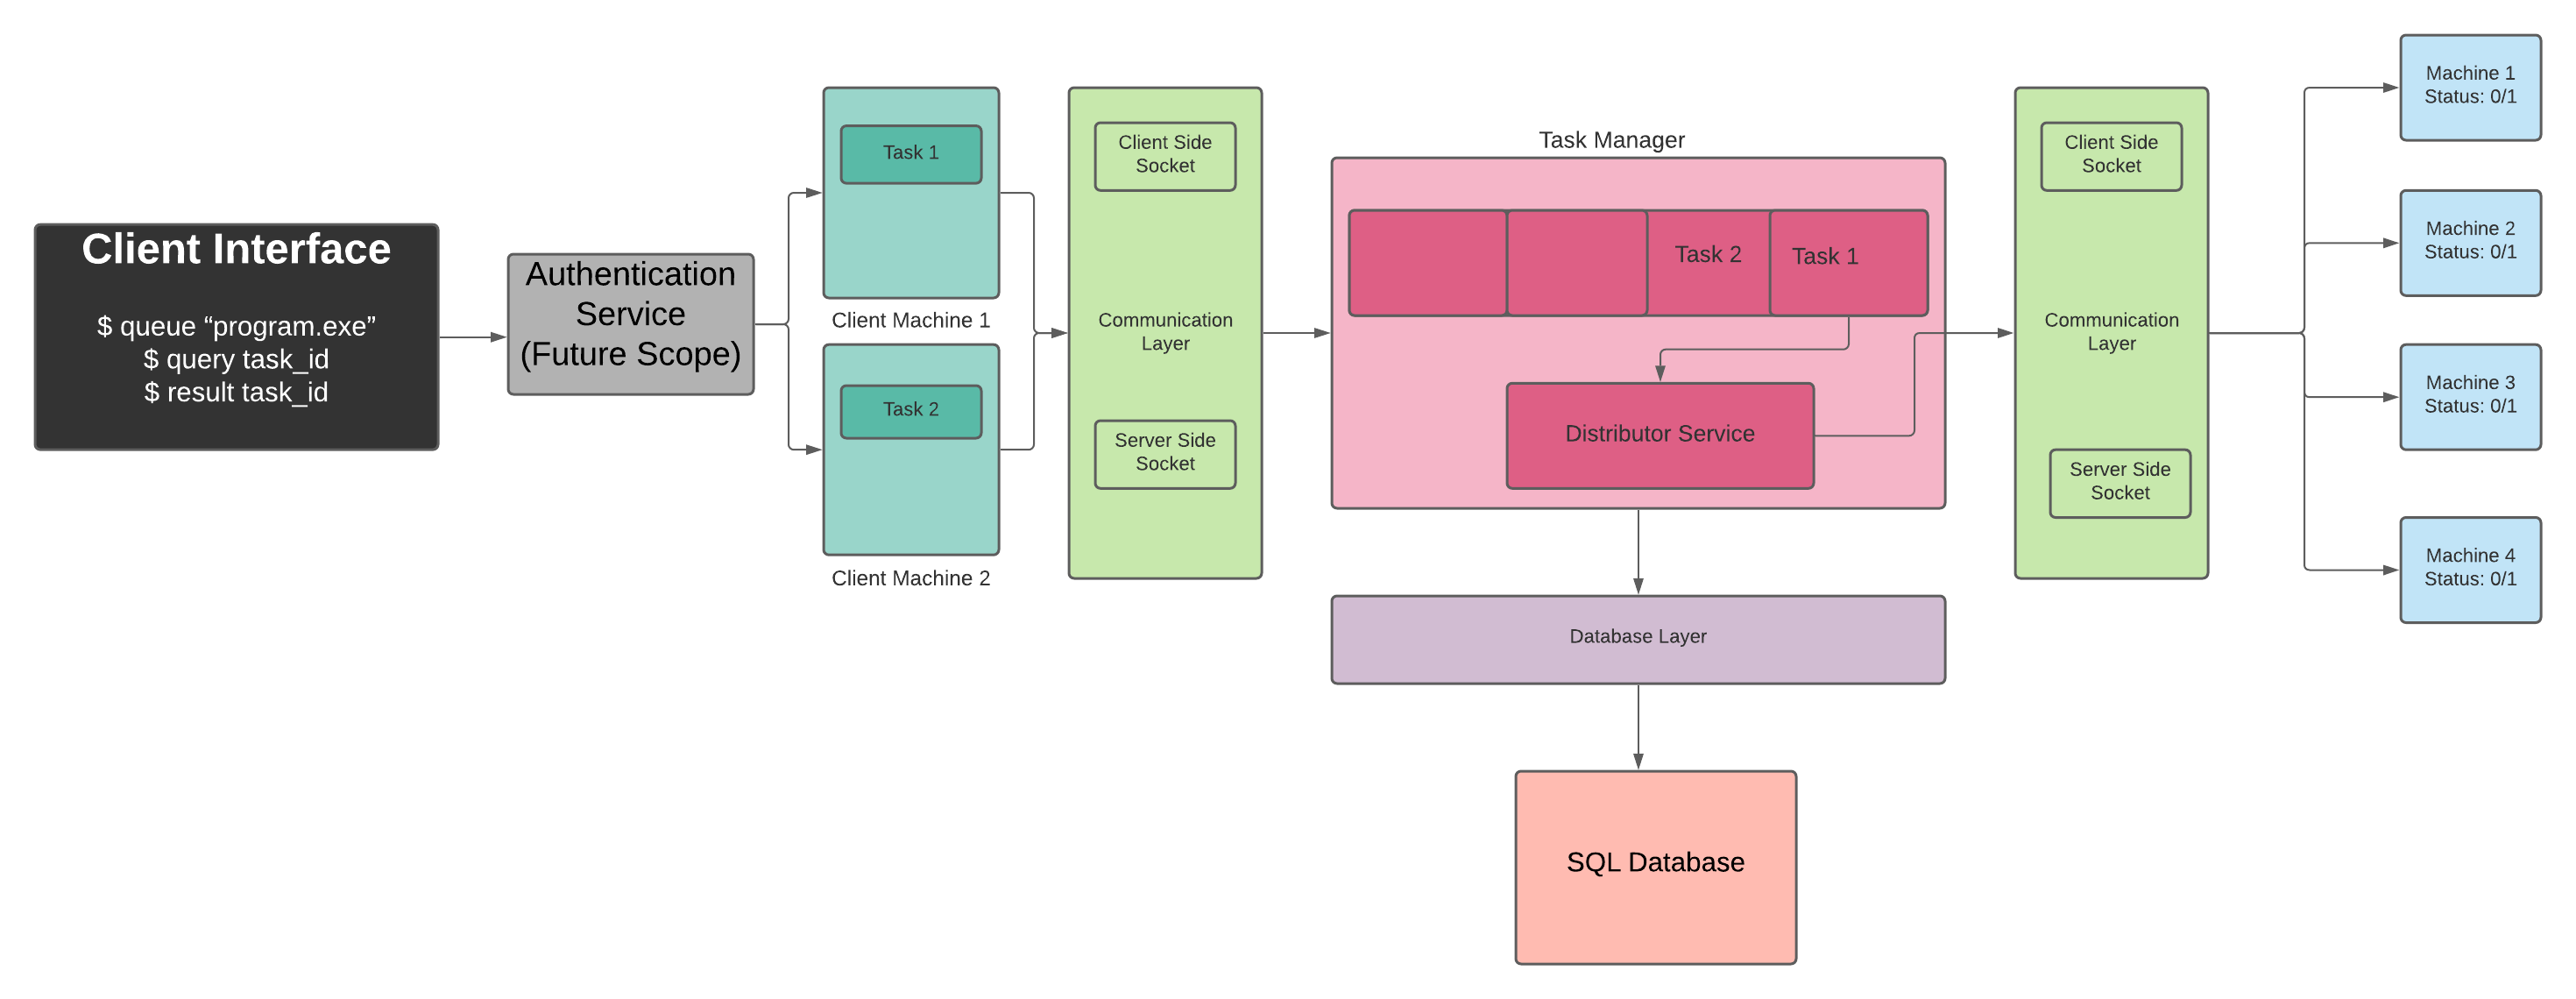 Client Interface
$ queue “program.exe”
$ query task_id
$ result task_id
Authentication
Service
(Future Scope)
Task 1
Client Machine 1
Task 2
Client Machine 2
Client Side
Socket
Communication
Layer
Server Side
Socket
Task Manager
Task 2
Task 1
Distributor Service
Database Layer
SQL Database
Client Side
Socket
Communication
Layer
Server Side
Socket
Machine 1
Status: 0/1
Machine 2
Status: 0/1
Machine 3
Status: 0/1
Machine 4
Status: 0/1